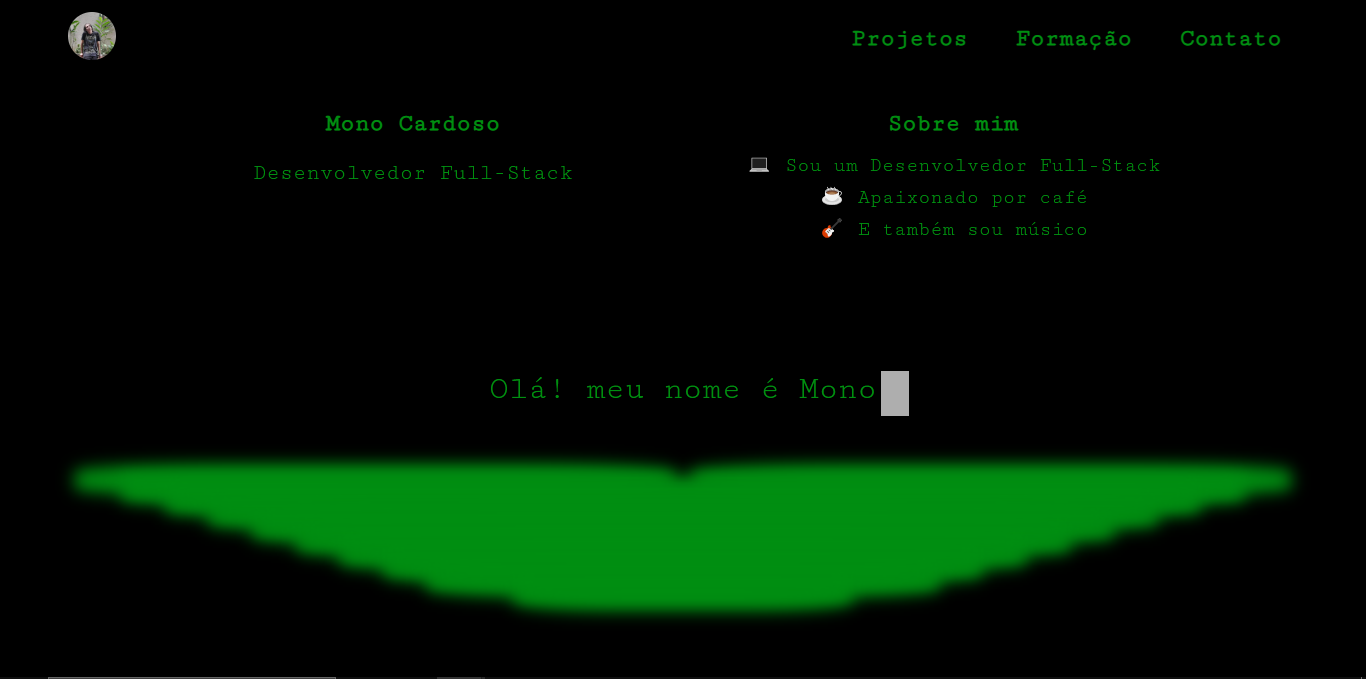 Projetos Formação Contato
Mono Cardoso
Desenvolvedor Full-Stack
Sobre mim
💻 Sou um Desenvolvedor Full-Stack
☕ Apaixonado por café
🎸 E também sou músico
Olá! meu nome é Mono